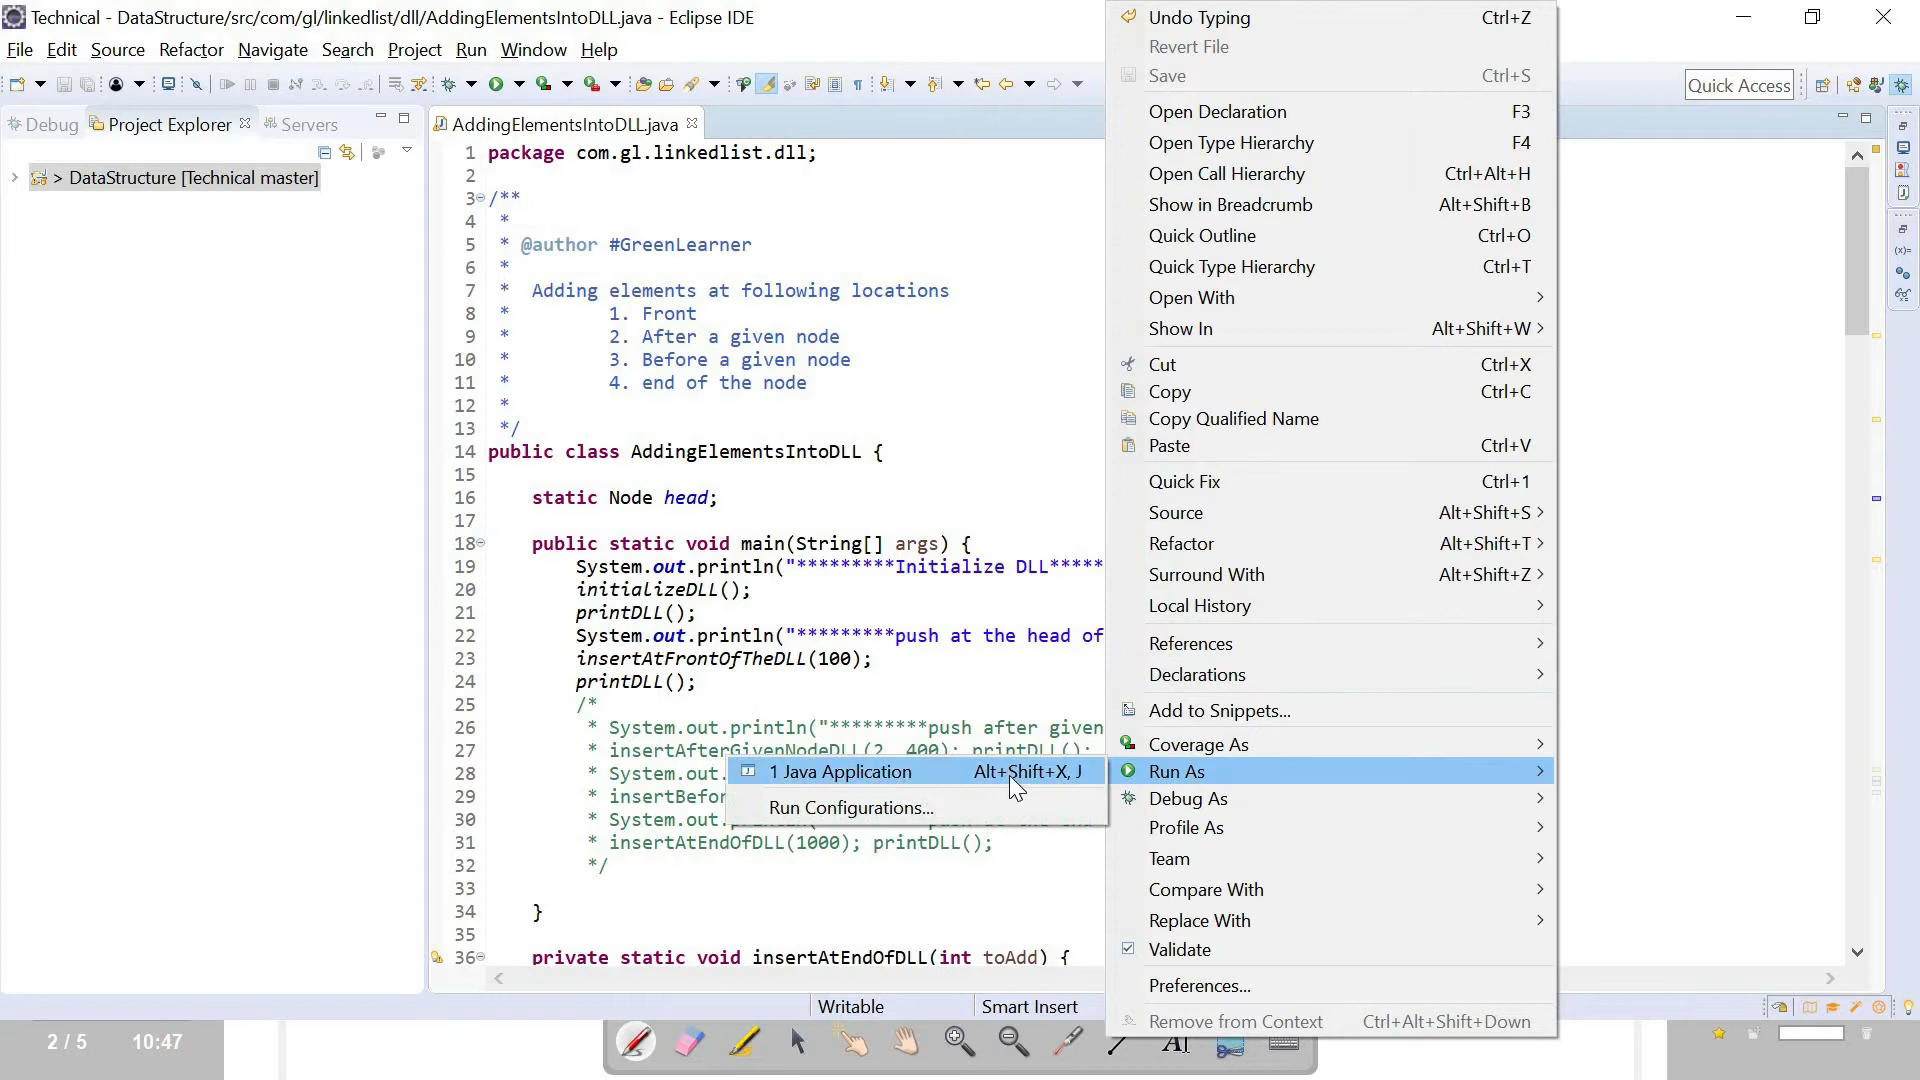 Technical - DataStructure/src/com/gl/linkedlist/dll/AddingElementsIntoDLL.java - Eclipse IDE
File Edit Source Refactor Navigate Search Project Run Window Help
Quick Access
Debug Project Explorer Servers
> DataStructure [Technical master]
AddingElementsIntoDLL.java
1 package com.gl.linkedlist.dll;
2
3 /**
4 *
5 * @author #GreenLearner
6 *
7 * Adding elements at following locations
8 * 1. Front
9 * 2. After a given node
10 * 3. Before a given node
11 * 4. end of the node
12 *
13 */
14 public class AddingElementsIntoDLL {
15
16 static Node head;
17
18 public static void main(String[] args) {
19 System.out.println("*********Initialize DLL*****
20 initializeDLL();
21 printDLL();
22 System.out.println("*********push at the head of
23 insertAtFrontOfTheDLL(100);
24 printDLL();
25 /*
26 * System.out.println("*********push after given
27 * insertAfterGivenNodeDLL(2, 400); printDLL();
28 * System.out.
29 * insertBefor
30 * System.out.
31 * insertAtEndOfDLL(1000); printDLL();
32 */
33
34 }
35
36 private static void insertAtEndOfDLL(int toAdd) {
1 Java Application Alt+Shift+X, J
Run Configurations...
Undo Typing Ctrl+Z
Revert File
Save Ctrl+S
Open Declaration F3
Open Type Hierarchy F4
Open Call Hierarchy Ctrl+Alt+H
Show in Breadcrumb Alt+Shift+B
Quick Outline Ctrl+O
Quick Type Hierarchy Ctrl+T
Open With
Show In Alt+Shift+W
Cut Ctrl+X
Copy Ctrl+C
Copy Qualified Name
Paste Ctrl+V
Quick Fix Ctrl+1
Source Alt+Shift+S
Refactor Alt+Shift+T
Surround With Alt+Shift+Z
Local History
References
Declarations
Add to Snippets...
Coverage As
Run As
Debug As
Profile As
Team
Compare With
Replace With
Validate
Preferences...
Remove from Context Ctrl+Alt+Shift+Down
Writable Smart Insert
2 / 5 10:47